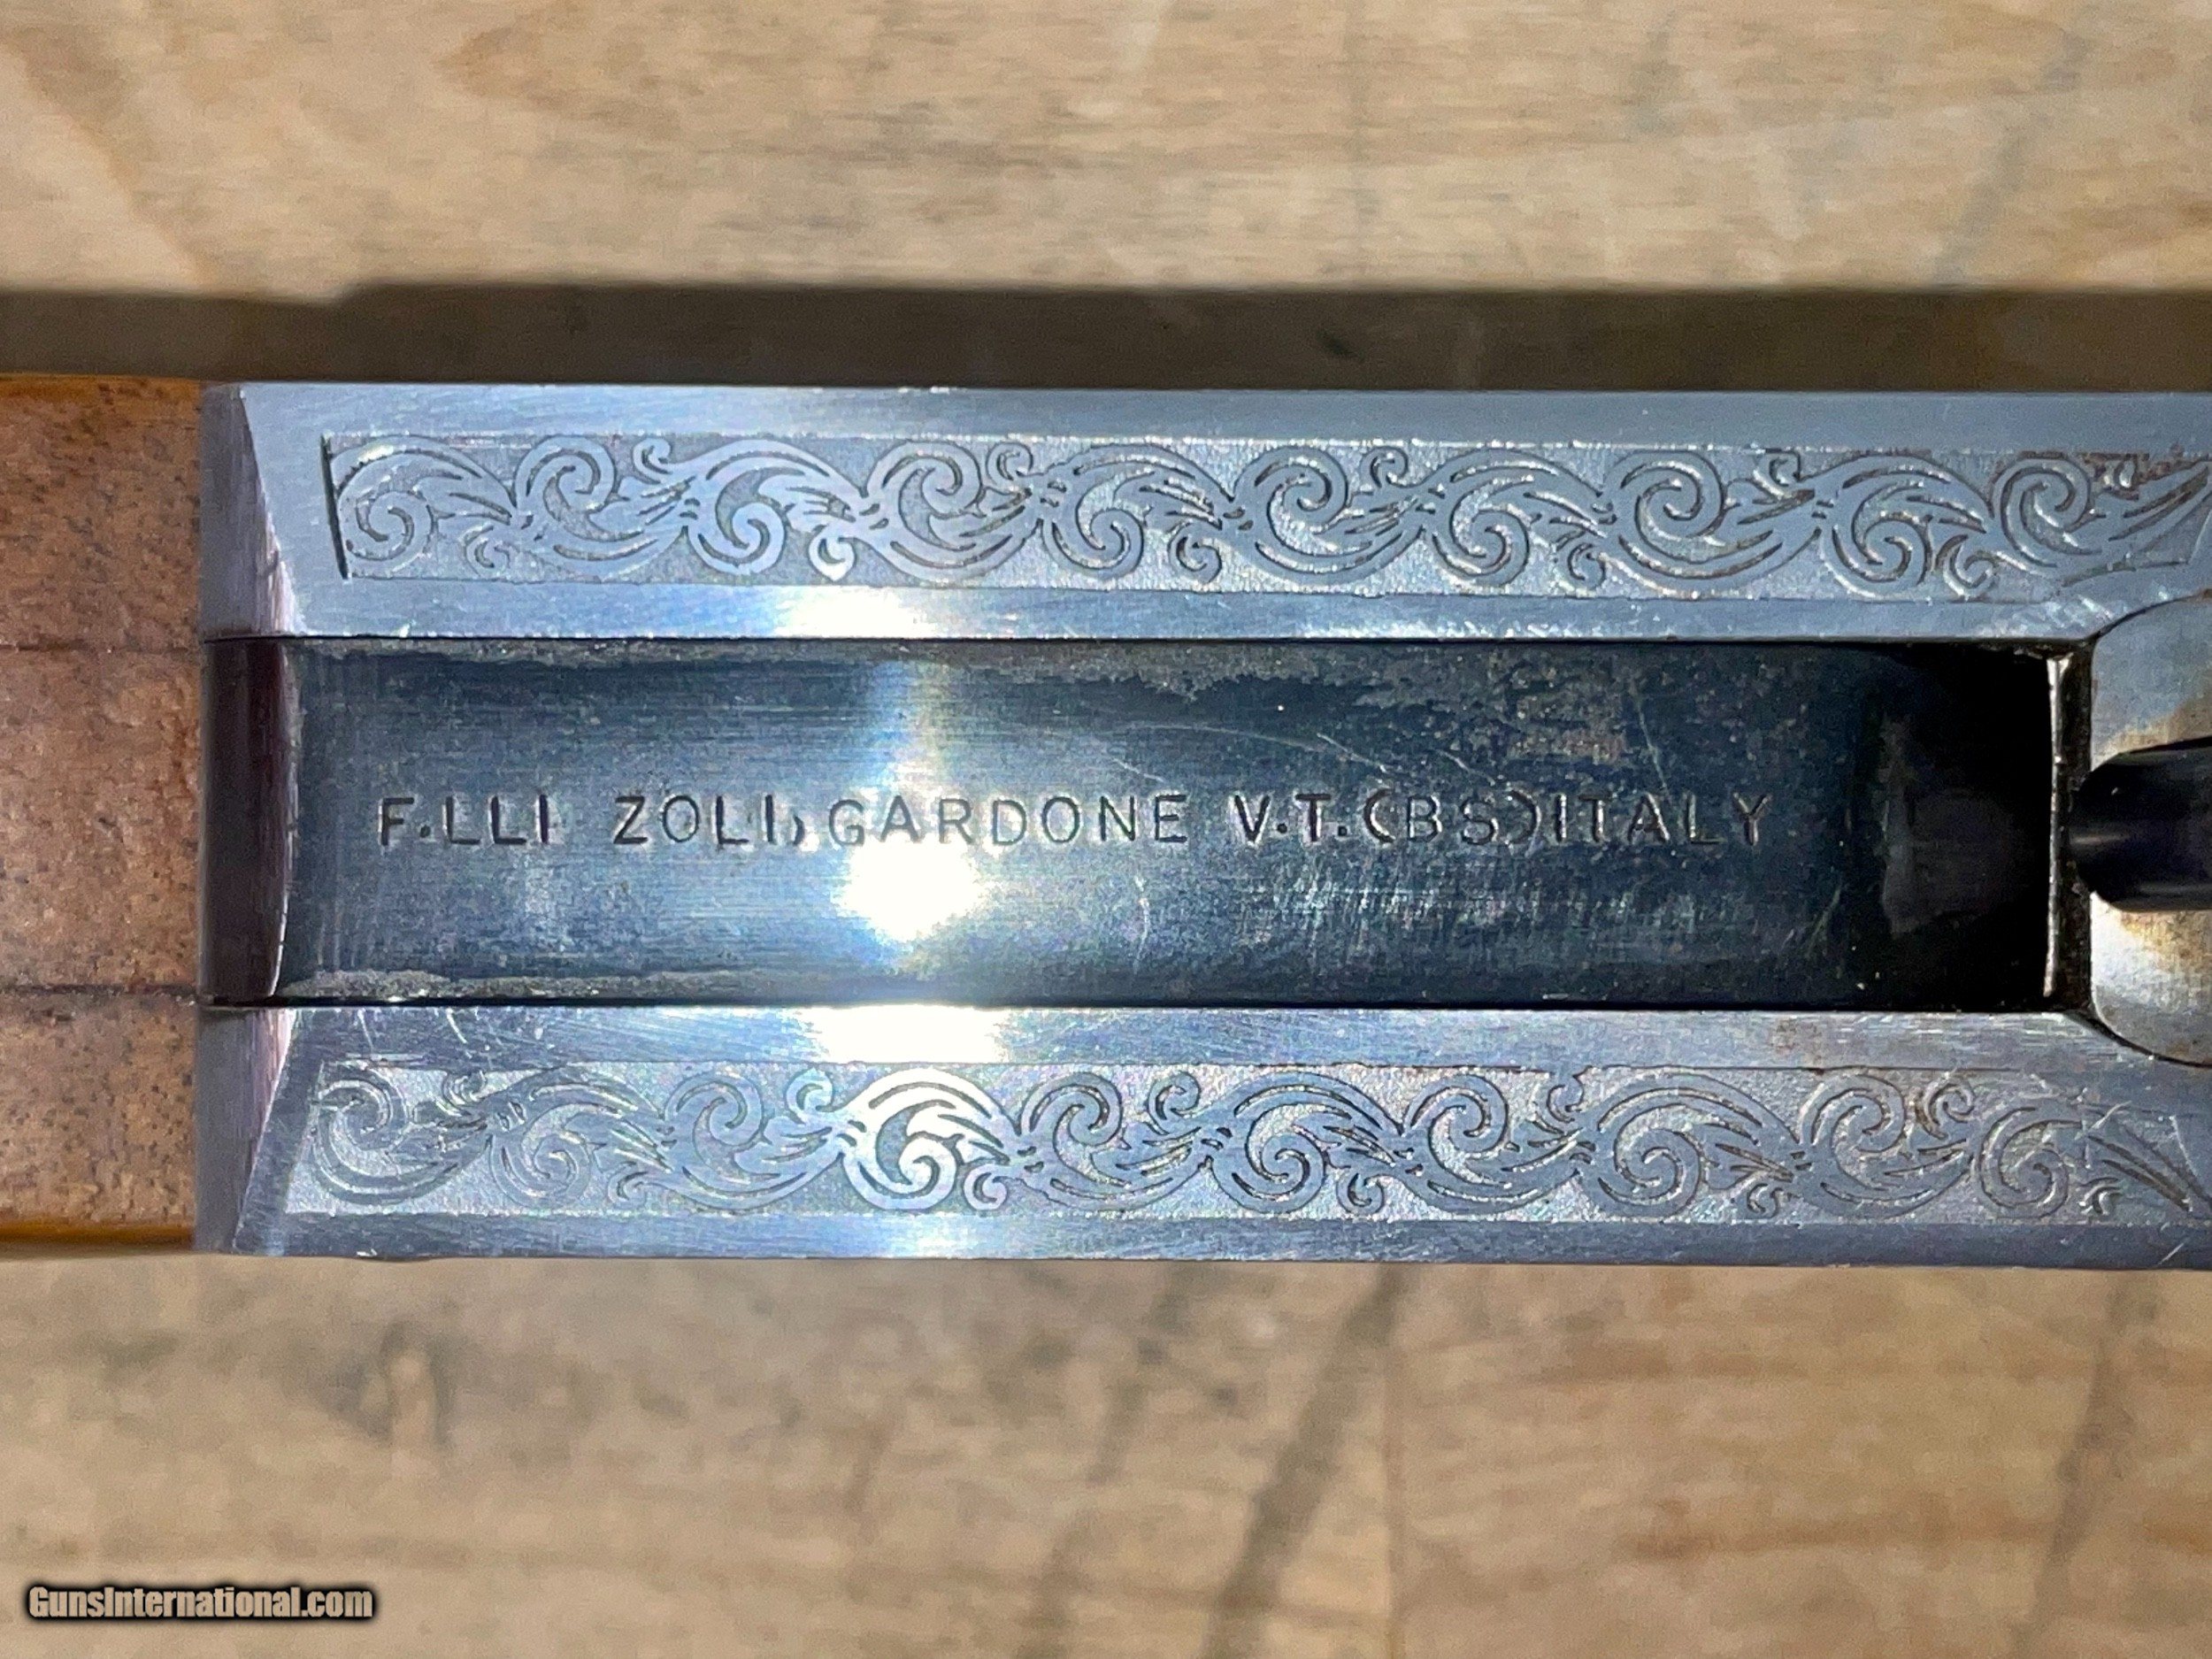 F.LLI ZOLI, GARDONE V.T.(BS)ITALY
GunsInternational.com